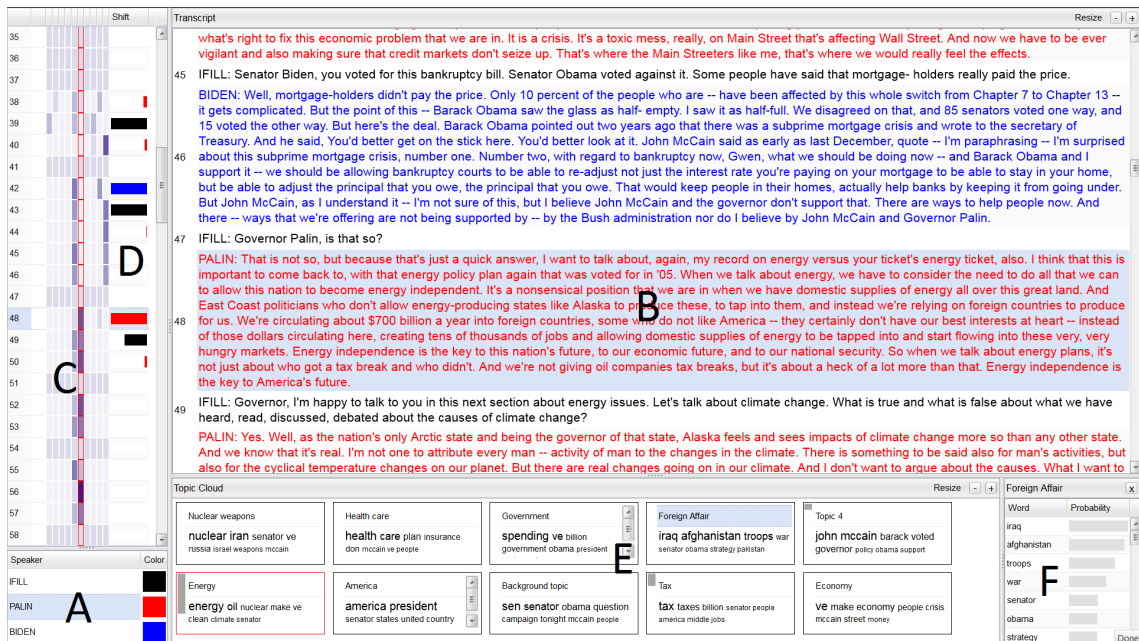 Shift
35
36
37
38
39
40
41
42
43
44
45
46
47
48
49
50
51
52
53
54
55
56
57
58
D
C
Speaker Color
IFILL
PALIN
BIDEN
A
Transcript Resize - +
what's right to fix this economic problem that we are in. It is a crisis. It's a toxic mess, really, on Main Street that's affecting Wall Street. And now we have to be ever
vigilant and also making sure that credit markets don't seize up. That's where the Main Streeters like me, that's where we would really feel the effects.
45 IFILL: Senator Biden, you voted for this bankruptcy bill. Senator Obama voted against it. Some people have said that mortgage- holders really paid the price.
BIDEN: Well, mortgage-holders didn't pay the price. Only 10 percent of the people who are -- have been affected by this whole switch from Chapter 7 to Chapter 13 --
it gets complicated. But the point of this -- Barack Obama saw the glass as half- empty. I saw it as half-full. We disagreed on that, and 85 senators voted one way, and
15 voted the other way. But here's the deal. Barack Obama pointed out two years ago that there was a subprime mortgage crisis and wrote to the secretary of
Treasury. And he said, You'd better get on the stick here. You'd better look at it. John McCain said as early as last December, quote -- I'm paraphrasing -- I'm surprised
46 about this subprime mortgage crisis, number one. Number two, with regard to bankruptcy now, Gwen, what we should be doing now -- and Barack Obama and I
support it -- we should be allowing bankruptcy courts to be able to re-adjust not just the interest rate you're paying on your mortgage to be able to stay in your home,
but be able to adjust the principal that you owe, the principal that you owe. That would keep people in their homes, actually help banks by keeping it from going under.
But John McCain, as I understand it -- I'm not sure of this, but I believe John McCain and the governor don't support that. There are ways to help people now. And
there -- ways that we're offering are not being supported by -- by the Bush administration nor do I believe by John McCain and Governor Palin.
47 IFILL: Governor Palin, is that so?
PALIN: That is not so, but because that's just a quick answer, I want to talk about, again, my record on energy versus your ticket's energy ticket, also. I think that this is
important to come back to, with that energy policy plan again that was voted for in '05. When we talk about energy, we have to consider the need to do all that we can
to allow this nation to become energy independent. It's a nonsensical position that we are in when we have domestic supplies of energy all over this great land. And
East Coast politicians who don't allow energy-producing states like Alaska to produce these, to tap into them, and instead we're relying on foreign countries to produce
48 for us. We're circulating about $700 billion a year into foreign countries, some who do not like America -- they certainly don't have our best interests at heart -- instead
of those dollars circulating here, creating tens of thousands of jobs and allowing domestic supplies of energy to be tapped into and start flowing into these very, very
hungry markets. Energy independence is the key to this nation's future, to our economic future, and to our national security. So when we talk about energy plans, it's
not just about who got a tax break and who didn't. And we're not giving oil companies tax breaks, but it's about a heck of a lot more than that. Energy independence is
the key to America's future.
B
49 IFILL: Governor, I'm happy to talk to you in this next section about energy issues. Let's talk about climate change. What is true and what is false about what we have
heard, read, discussed, debated about the causes of climate change?
PALIN: Yes. Well, as the nation's only Arctic state and being the governor of that state, Alaska feels and sees impacts of climate change more so than any other state.
And we know that it's real. I'm not one to attribute every man -- activity of man to the changes in the climate. There is something to be said also for man's activities, but
also for the cyclical temperature changes on our planet. But there are real changes going on in our climate. And I don't want to argue about the causes. What I want to
Topic Cloud Resize - +
Nuclear weapons
nuclear iran senator ve
russia israel weapons mccain
Health care
health care plan insurance
don mccain ve people
Government
spending ve billion
government obama president
Foreign Affair
iraq afghanistan troops war
senator obama strategy pakistan
Topic 4
john mccain barack voted
governor policy obama support
E
Energy
energy oil nuclear make ve
clean climate senator
America
america president
senator states united country
Background topic
sen senator obama question
campaign tonight mccain people
Tax
tax taxes billion senator people
america middle jobs
Economy
ve make economy people crisis
mccain street money
Foreign Affair x
Word Probability
iraq
afghanistan
troops
war
senator
obama
strategy
F
Done